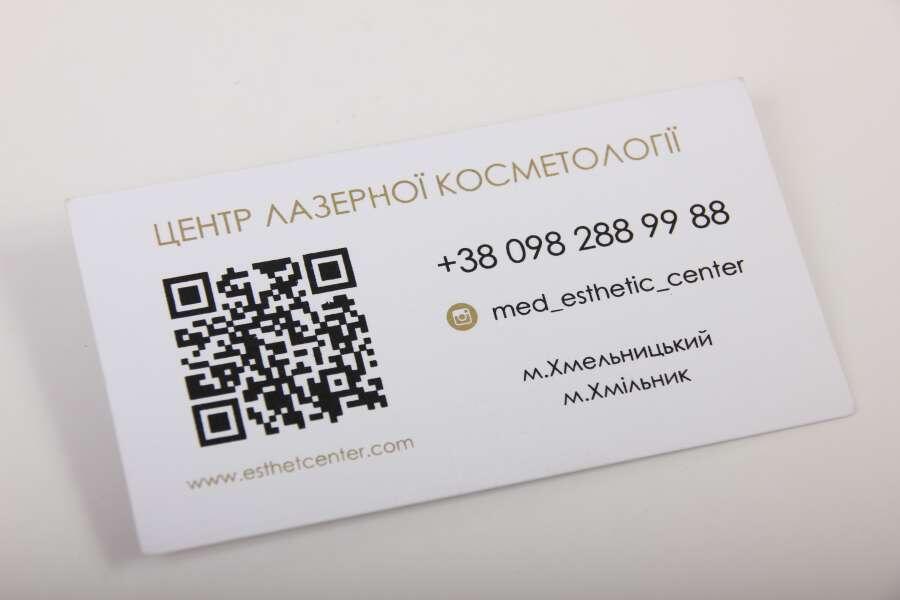 ЦЕНТР ЛАЗЕРНОЇ КОСМЕТОЛОГІЇ
+38 098 288 99 88
med_esthetic_center
м.Хмельницький
м.Хмільник
www.esthetcenter.com